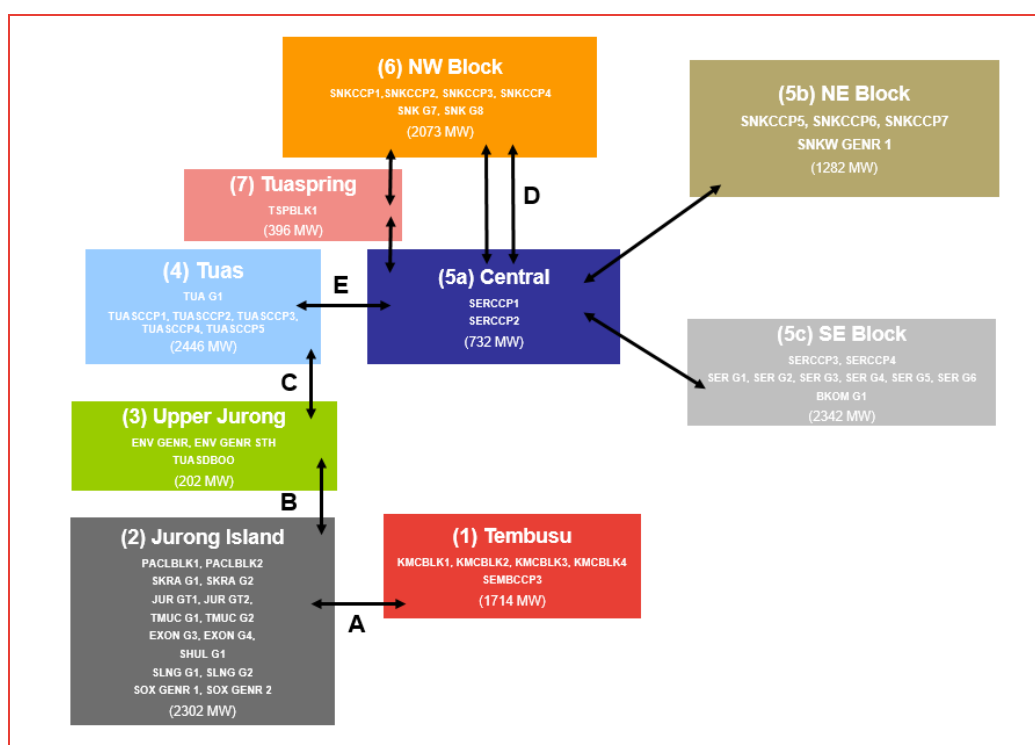 (6) NW Block
SNKCCP1,SNKCCP2, SNKCCP3, SNKCCP4
SNK G7, SNK G8
(2073 MW)
(5b) NE Block
SNKCCP5, SNKCCP6, SNKCCP7
SNKW GENR 1
(1282 MW)
D
(7) Tuaspring
TSPBLK1
(396 MW)
(4) Tuas
TUA G1
TUASCCP1, TUASCCP2, TUASCCP3,
TUASCCP4, TUASCCP5
(2446 MW)
E
(5a) Central
SERCCP1
SERCCP2
(732 MW)
(5c) SE Block
SERCCP3, SERCCP4
SER G1, SER G2, SER G3, SER G4, SER G5, SER G6
BKOM G1
(2342 MW)
C
(3) Upper Jurong
ENV GENR, ENV GENR STH
TUASDBOO
(202 MW)
B
(2) Jurong Island
PACLBLK1, PACLBLK2
SKRA G1, SKRA G2
JUR GT1, JUR GT2,
TMUC G1, TMUC G2
EXON G3, EXON G4,
SHUL G1
SLNG G1, SLNG G2
SOX GENR 1, SOX GENR 2
(2302 MW)
A
(1) Tembusu
KMCBLK1, KMCBLK2, KMCBLK3, KMCBLK4
SEMBCCP3
(1714 MW)